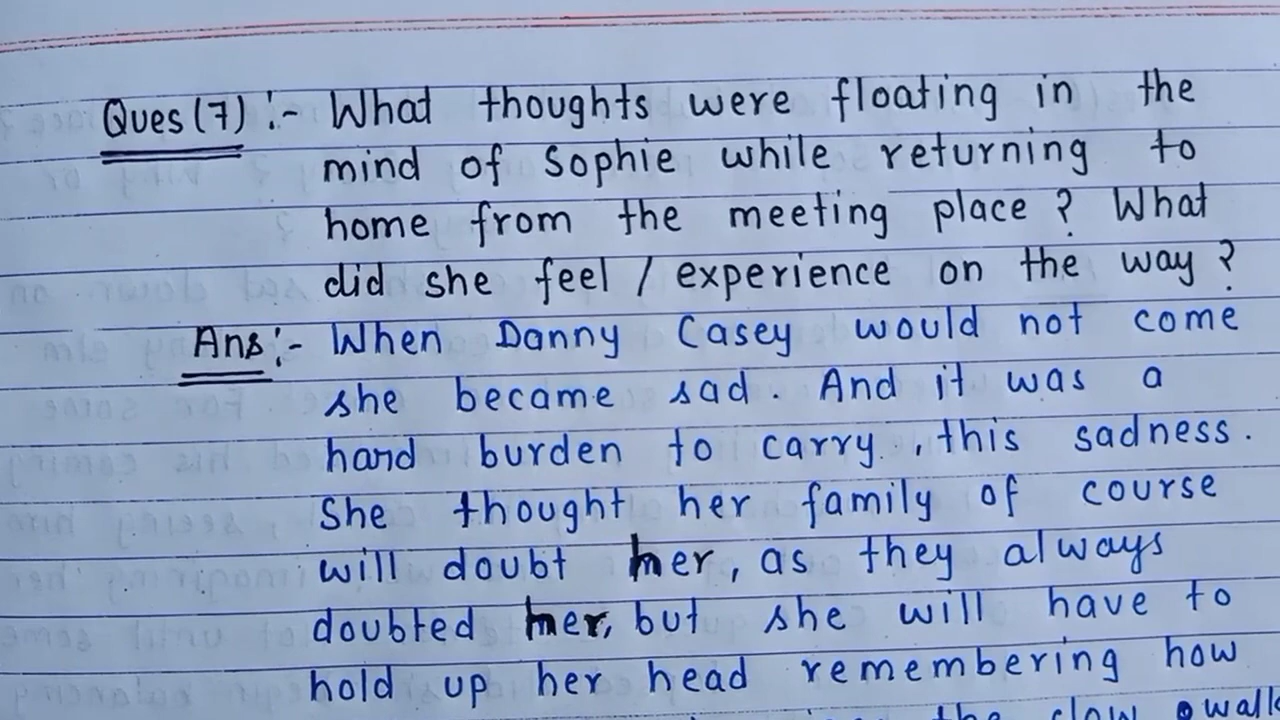 Ques (7) :- What thoughts were floating in the
mind of Sophie while returning to
home from the meeting place ? What
did she feel / experience on the way ?
Ans :- When Danny Casey would not come
she became sad. And it was a
hard burden to carry, this sadness.
She thought her family of course
will doubt her, as they always
doubted her, but she will have to
hold up her head remembering how
the slow walk